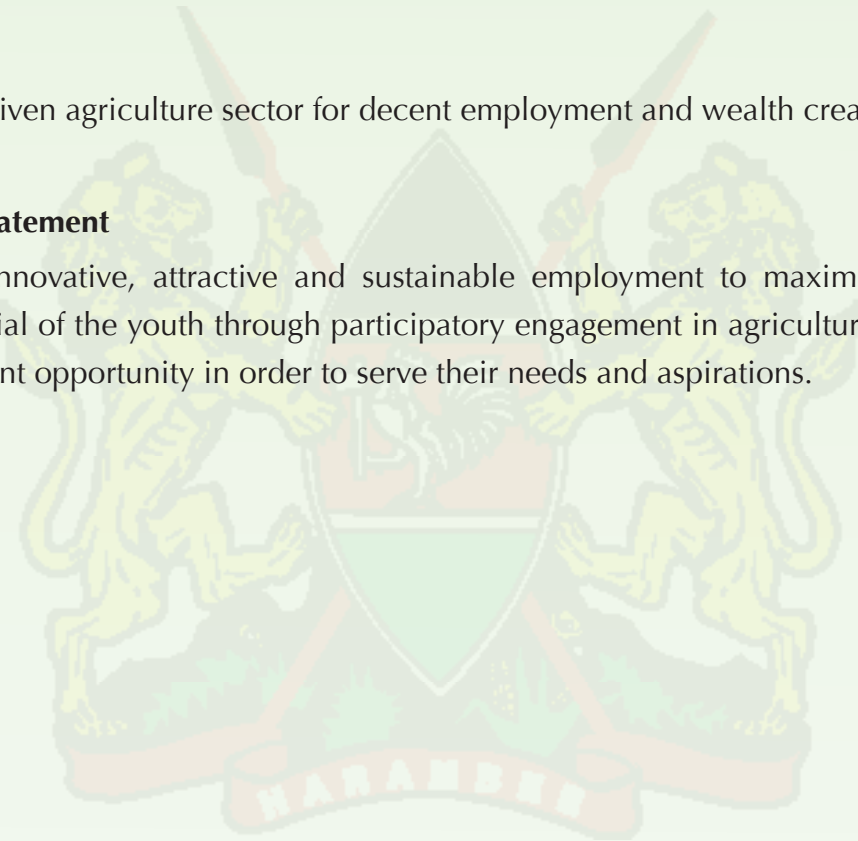 iven agriculture sector for decent employment and wealth crea
atement
nnovative, attractive and sustainable employment to maxim
ial of the youth through participatory engagement in agricultur
nt opportunity in order to serve their needs and aspirations.
HARAMBEE